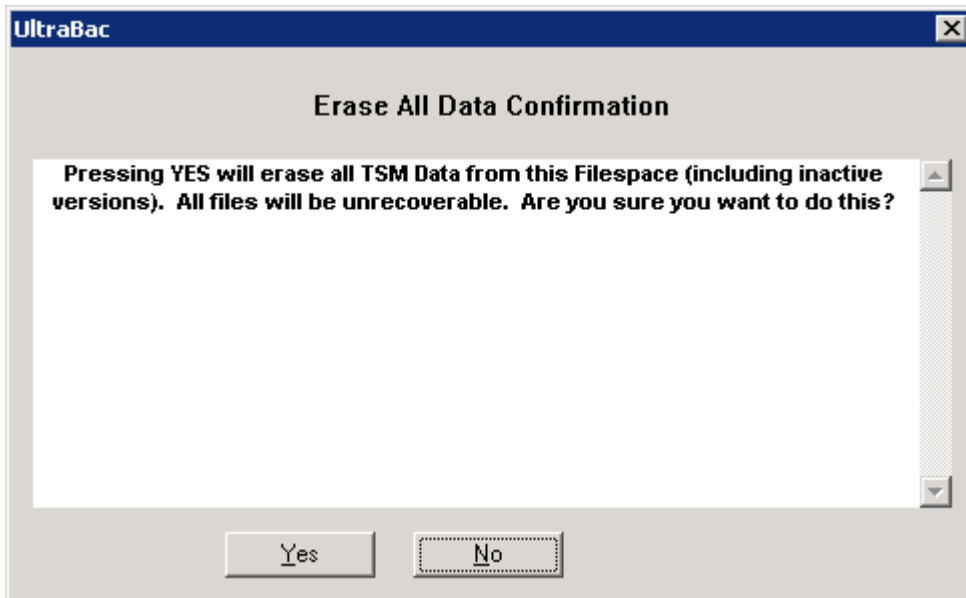 UltraBac
Erase All Data Confirmation
Pressing YES will erase all TSM Data from this Filespace (including inactive
versions).  All files will be unrecoverable.  Are you sure you want to do this?
Yes No